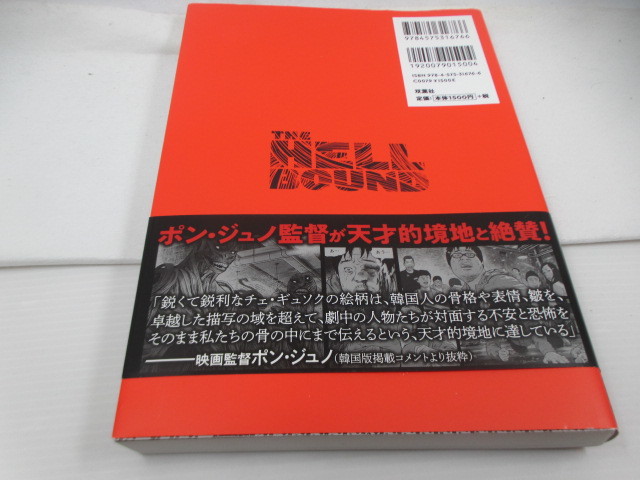 9784575316766
1920079015006
ISBN978-4-575-31676-6
C0079 ¥1500E
双葉社
定価：本体1500円+税
THE
HELL
BOUND
ポン・ジュノ監督が天才的境地と絶賛！
「鋭くて鋭利なチェ・ギュソクの絵柄は、韓国人の骨格や表情、皺を、
卓越した描写の域を超えて、劇中の人物たちが対面する不安と恐怖を
そのまま私たちの骨の中にまで伝えるという、天才的境地に達している」
――映画監督ポン・ジュノ（韓国版掲載コメントより抜粋）